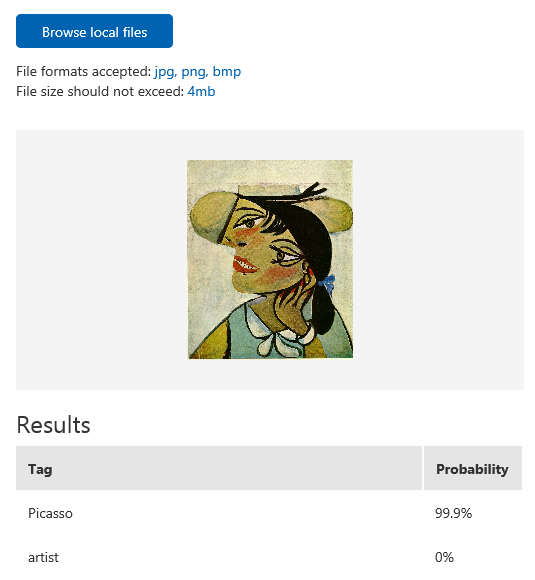 Browse local files
File formats accepted: jpg, png, bmp
File size should not exceed: 4mb
Results
Tag Probability
Picasso 99.9%
artist 0%